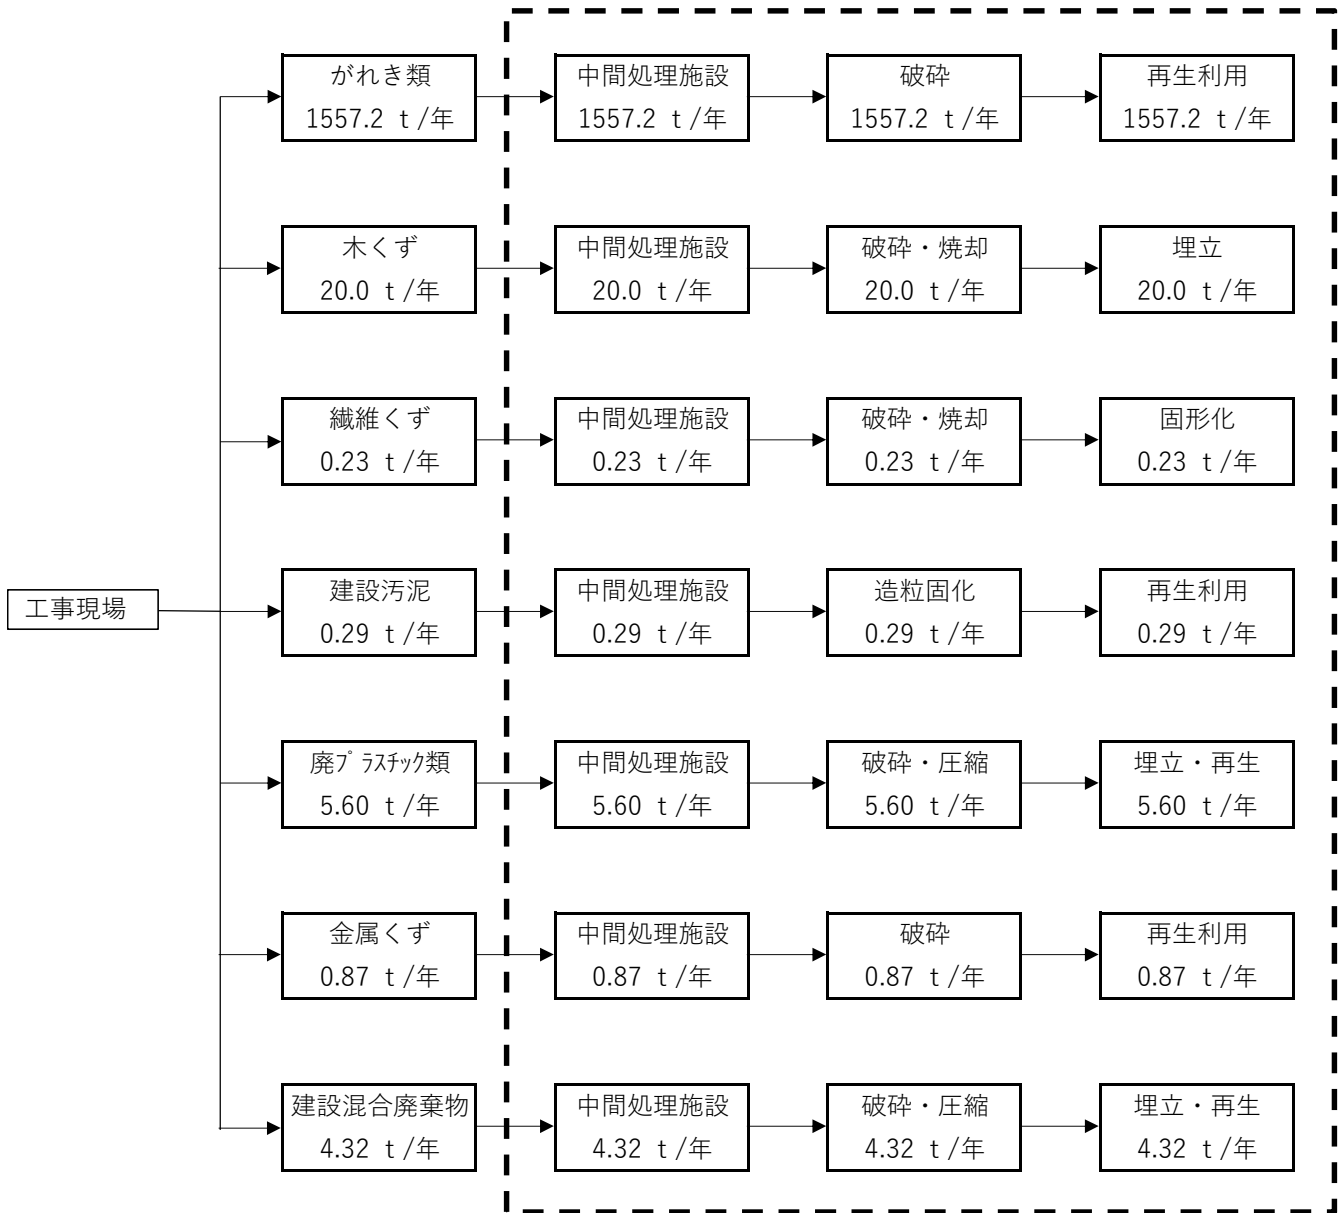 がれき類
1557.2 ｔ/年
中間処理施設
1557.2 ｔ/年
破砕
1557.2 ｔ/年
再生利用
1557.2 ｔ/年
木くず
20.0 ｔ/年
中間処理施設
20.0 ｔ/年
破砕・焼却
20.0 ｔ/年
埋立
20.0 ｔ/年
繊維くず
0.23 ｔ/年
中間処理施設
0.23 ｔ/年
破砕・焼却
0.23 ｔ/年
固形化
0.23 ｔ/年
工事現場
建設汚泥
0.29 ｔ/年
中間処理施設
0.29 ｔ/年
造粒固化
0.29 ｔ/年
再生利用
0.29 ｔ/年
廃ﾌﾟﾗｽﾁｯｸ類
5.60 ｔ/年
中間処理施設
5.60 ｔ/年
破砕・圧縮
5.60 ｔ/年
埋立・再生
5.60 ｔ/年
金属くず
0.87 ｔ/年
中間処理施設
0.87 ｔ/年
破砕
0.87 ｔ/年
再生利用
0.87 ｔ/年
建設混合廃棄物
4.32 ｔ/年
中間処理施設
4.32 ｔ/年
破砕・圧縮
4.32 ｔ/年
埋立・再生
4.32 ｔ/年